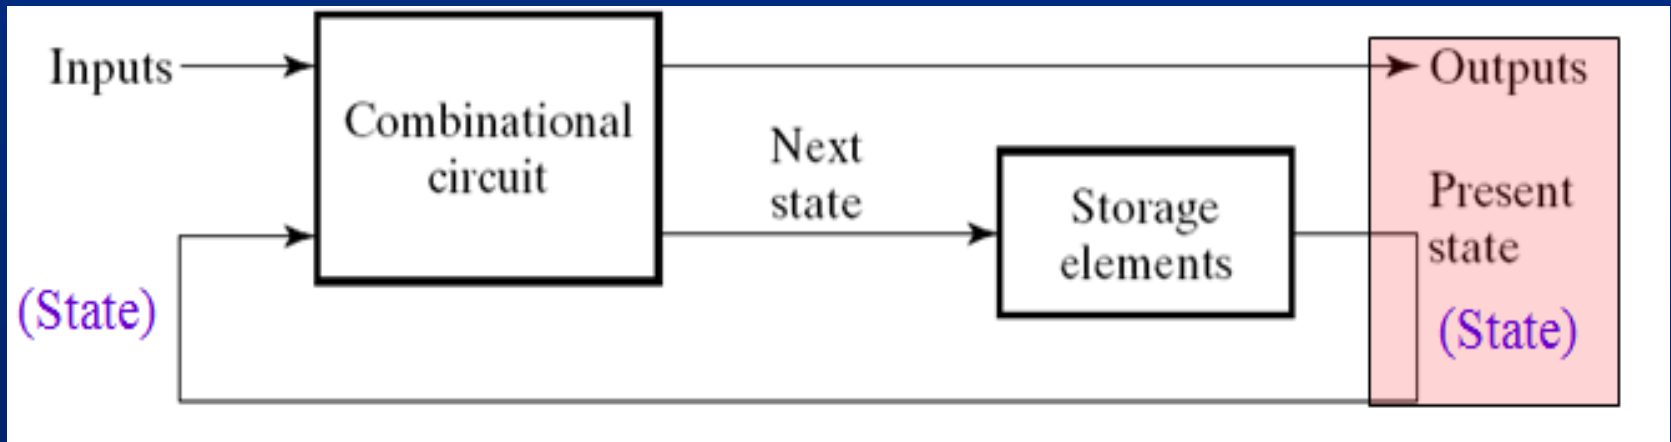 Inputs
Combinational
circuit
Next
state
Storage
elements
Outputs
Present
state
(State)
(State)